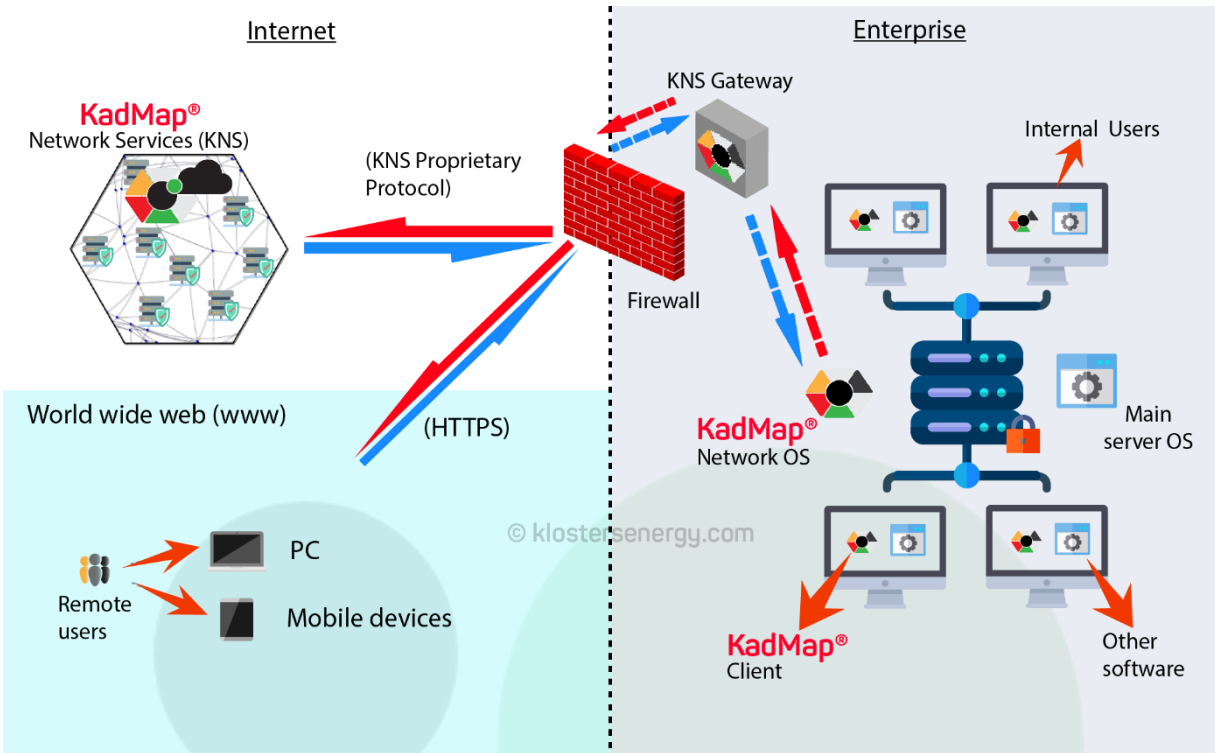 Internet
Enterprise
KadMap®
Network Services (KNS)
(KNS Proprietary
Protocol)
KNS Gateway
Internal Users
Firewall
World wide web (www)
(HTTPS)
KadMap®
Network OS
Main
server OS
© klostersenergy.com
PC
Remote
users
Mobile devices
KadMap®
Client
Other
software